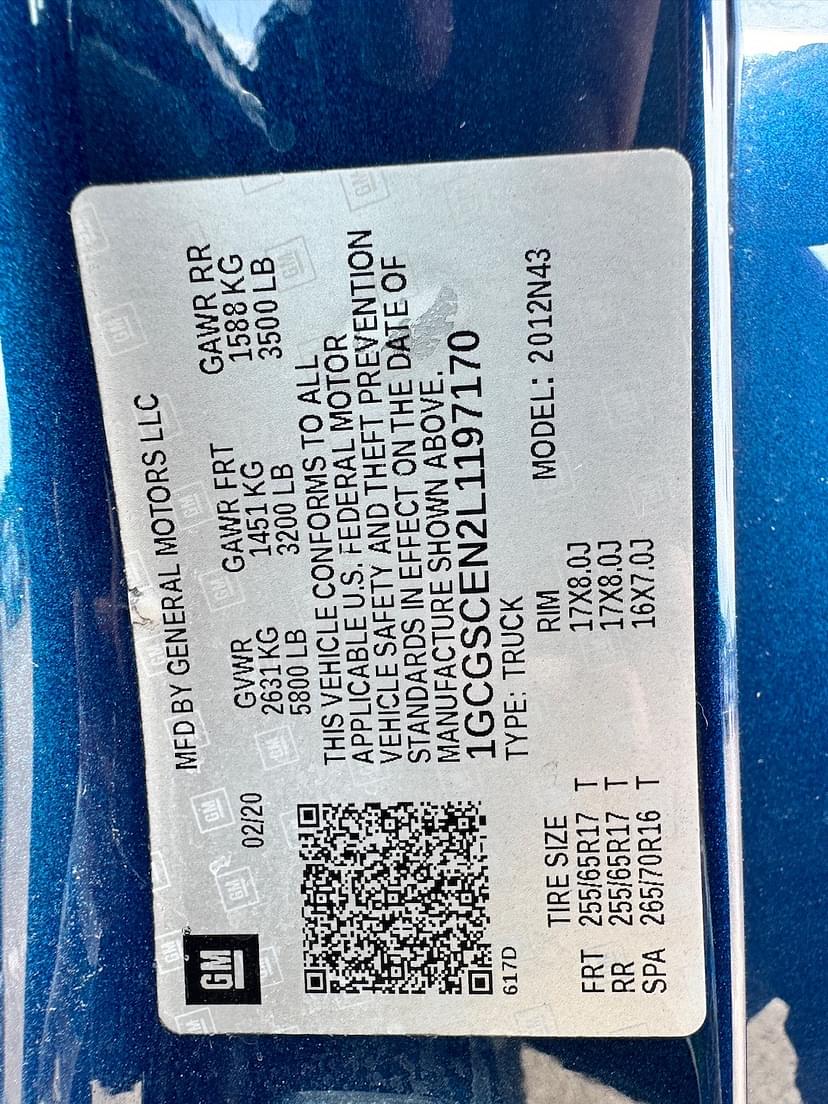 GM
MFD BY GENERAL MOTORS LLC
02/20
GVWR GAWR FRT GAWR RR
2631 KG 1451 KG 1588 KG
5800 LB 3200 LB 3500 LB
THIS VEHICLE CONFORMS TO ALL
APPLICABLE U.S. FEDERAL MOTOR
VEHICLE SAFETY AND THEFT PREVENTION
STANDARDS IN EFFECT ON THE DATE OF
MANUFACTURE SHOWN ABOVE.
1GCGSCEN2L1197170
617D
TYPE: TRUCK MODEL: 2012N43
TIRE SIZE RIM
FRT 255/65R17 T 17X8.0J
RR 255/65R17 T 17X8.0J
SPA 265/70R16 T 16X7.0J